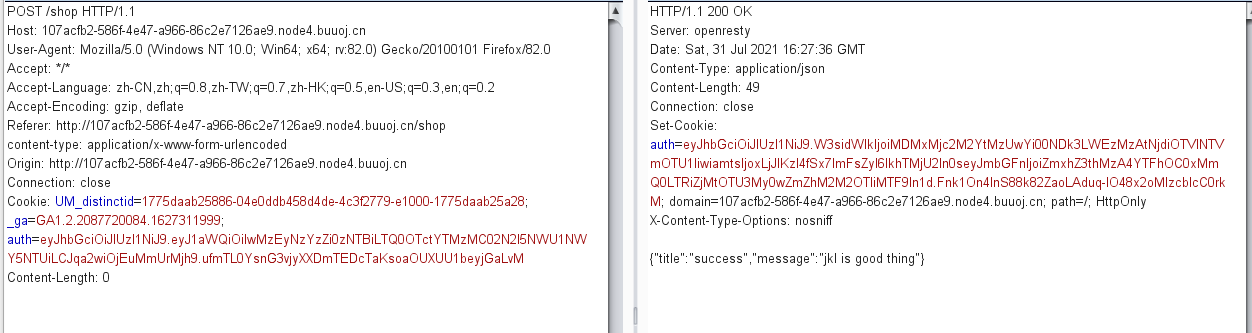 POST /shop HTTP/1.1
Host: 107acfb2-586f-4e47-a966-86c2e7126ae9.node4.buuoj.cn
User-Agent: Mozilla/5.0 (Windows NT 10.0; Win64; x64; rv:82.0) Gecko/20100101 Firefox/82.0
Accept: */*
Accept-Language: zh-CN,zh;q=0.8,zh-TW;q=0.7,zh-HK;q=0.5,en-US;q=0.3,en;q=0.2
Accept-Encoding: gzip, deflate
Referer: http://107acfb2-586f-4e47-a966-86c2e7126ae9.node4.buuoj.cn/shop
content-type: application/x-www-form-urlencoded
Origin: http://107acfb2-586f-4e47-a966-86c2e7126ae9.node4.buuoj.cn
Connection: close
Cookie: UM_distinctid=1775daab25886-04e0ddb458d4de-4c3f2779-e1000-1775daab25a28;
_ga=GA1.2.2087720084.1627311999;
auth=eyJhbGciOiJIUzI1NiJ9.eyJ1aWQiOiIwMzEyNzYzZi0zNTBiLTQ0OTctYTMzMC02N2I5NWU1NW
Y5NTUiLCJqa2wiOjEuMmUrMjh9.ufmTL0YsnG3vjyXXDmTEDcTaKsoaOUXUU1beyjGaLvM
Content-Length: 0
HTTP/1.1 200 OK
Server: openresty
Date: Sat, 31 Jul 2021 16:27:36 GMT
Content-Type: application/json
Content-Length: 49
Connection: close
Set-Cookie:
auth=eyJhbGciOiJIUzI1NiJ9.W3sidWlkIjoiMDMxMjc2M2YtMzUwYi00NDk3LWEzMzAtNjdiOTVlNTV
mOTU1IiwiamtsIjoxLjJlKzI4fSx7ImFsZyI6IkhTMjU2In0seyJmbGFnIjoiZmxhZ3thMzA4YTFhOC0xMm
Q0LTRiZjMtOTU3My0wZmZhM2M2OTliMTF9In1d.Fnk1On4InS88k82ZaoLAduq-IO48x2oMIzcbIcC0rk
M; domain=107acfb2-586f-4e47-a966-86c2e7126ae9.node4.buuoj.cn; path=/; HttpOnly
X-Content-Type-Options: nosniff
{"title":"success","message":"jkl is good thing"}